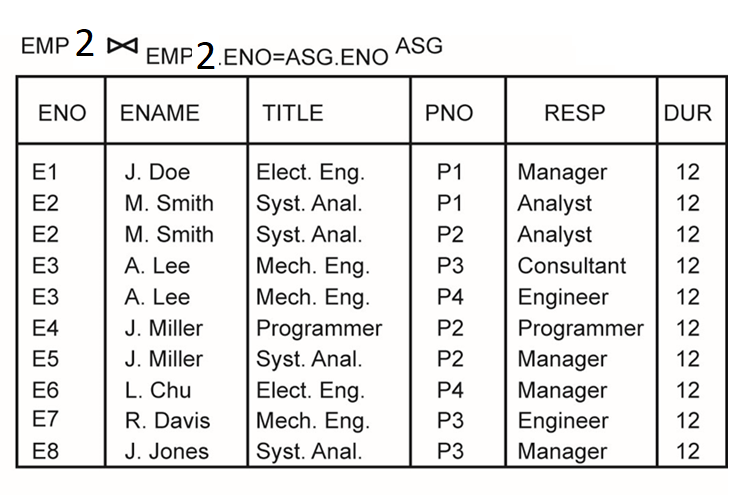 EMP 2 ⋈ EMP2.ENO=ASG.ENO ASG
ENO ENAME TITLE PNO RESP DUR
E1 J. Doe Elect. Eng. P1 Manager 12
E2 M. Smith Syst. Anal. P1 Analyst 12
E2 M. Smith Syst. Anal. P2 Analyst 12
E3 A. Lee Mech. Eng. P3 Consultant 12
E3 A. Lee Mech. Eng. P4 Engineer 12
E4 J. Miller Programmer P2 Programmer 12
E5 J. Miller Syst. Anal. P2 Manager 12
E6 L. Chu Elect. Eng. P4 Manager 12
E7 R. Davis Mech. Eng. P3 Engineer 12
E8 J. Jones Syst. Anal. P3 Manager 12